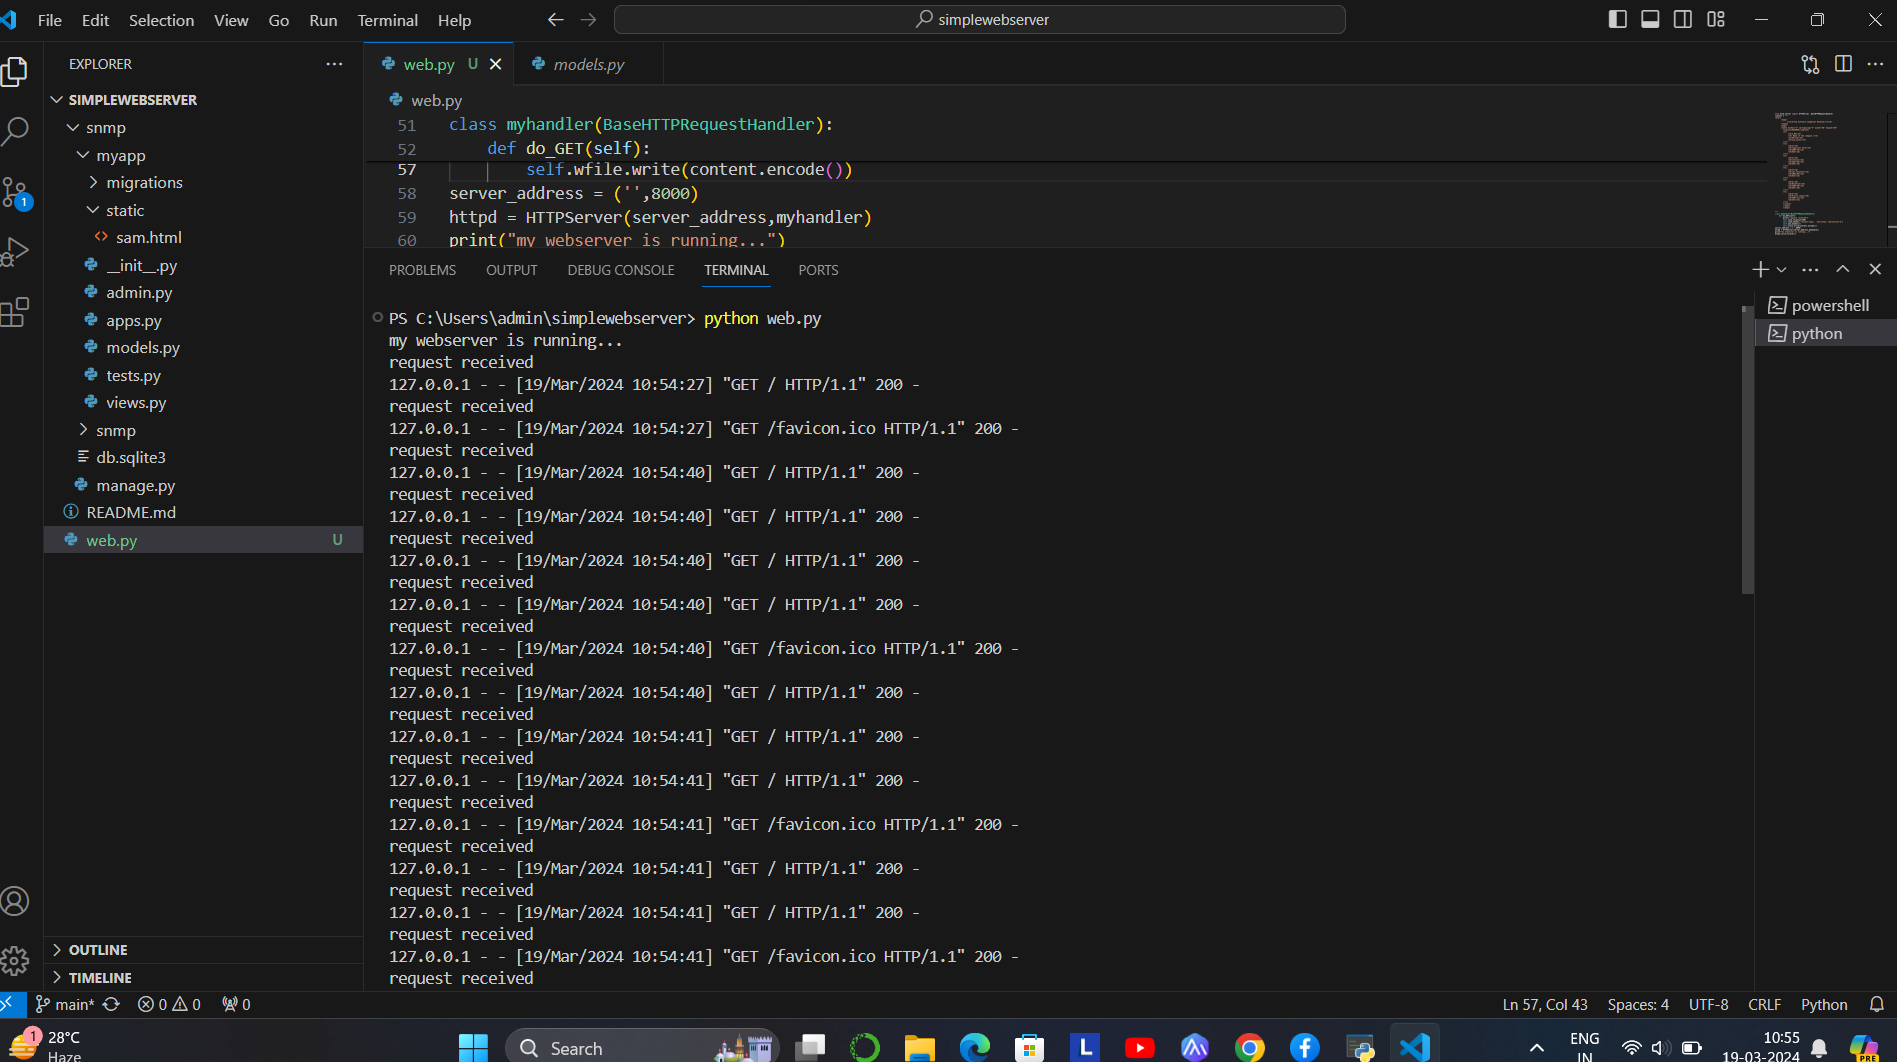 File Edit Selection View Go Run Terminal Help
simplewebserver
EXPLORER
SIMPLEWEBSERVER
snmp
myapp
migrations
static
sam.html
__init__.py
admin.py
apps.py
models.py
tests.py
views.py
snmp
db.sqlite3
manage.py
README.md
web.py U
OUTLINE
TIMELINE
web.py U models.py
web.py
51 class myhandler(BaseHTTPRequestHandler):
52 def do_GET(self):
57 self.wfile.write(content.encode())
58 server_address = ('',8000)
59 httpd = HTTPServer(server_address,myhandler)
60 print("my webserver is running...")
PROBLEMS OUTPUT DEBUG CONSOLE TERMINAL PORTS
PS C:\Users\admin\simplewebserver> python web.py
my webserver is running...
request received
127.0.0.1 - - [19/Mar/2024 10:54:27] "GET / HTTP/1.1" 200 -
request received
127.0.0.1 - - [19/Mar/2024 10:54:27] "GET /favicon.ico HTTP/1.1" 200 -
request received
127.0.0.1 - - [19/Mar/2024 10:54:40] "GET / HTTP/1.1" 200 -
request received
127.0.0.1 - - [19/Mar/2024 10:54:40] "GET / HTTP/1.1" 200 -
request received
127.0.0.1 - - [19/Mar/2024 10:54:40] "GET / HTTP/1.1" 200 -
request received
127.0.0.1 - - [19/Mar/2024 10:54:40] "GET / HTTP/1.1" 200 -
request received
127.0.0.1 - - [19/Mar/2024 10:54:40] "GET /favicon.ico HTTP/1.1" 200 -
request received
127.0.0.1 - - [19/Mar/2024 10:54:40] "GET / HTTP/1.1" 200 -
request received
127.0.0.1 - - [19/Mar/2024 10:54:41] "GET / HTTP/1.1" 200 -
request received
127.0.0.1 - - [19/Mar/2024 10:54:41] "GET / HTTP/1.1" 200 -
request received
127.0.0.1 - - [19/Mar/2024 10:54:41] "GET /favicon.ico HTTP/1.1" 200 -
request received
127.0.0.1 - - [19/Mar/2024 10:54:41] "GET / HTTP/1.1" 200 -
request received
127.0.0.1 - - [19/Mar/2024 10:54:41] "GET / HTTP/1.1" 200 -
request received
127.0.0.1 - - [19/Mar/2024 10:54:41] "GET /favicon.ico HTTP/1.1" 200 -
request received
powershell
python
1
main* 0 0 0 Ln 57, Col 43 Spaces: 4 UTF-8 CRLF Python
1 28°C
Haze
Search
L
PRE
ENG
IN
10:55
19-03-2024